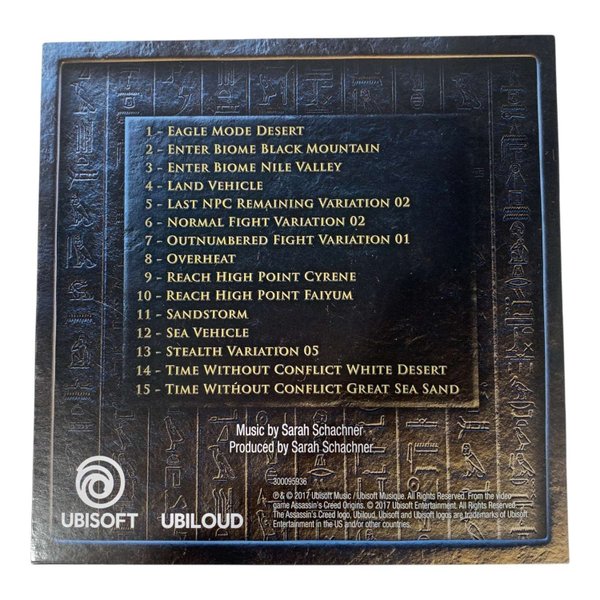 1 - Eagle Mode Desert
2 - Enter Biome Black Mountain
3 - Enter Biome Nile Valley
4 - Land Vehicle
5 - Last NPC Remaining Variation 02
6 - Normal Fight Variation 02
7 - Outnumbered Fight Variation 01
8 - Overheat
9 - Reach High Point Cyrene
10 - Reach High Point Faiyum
11 - Sandstorm
12 - Sea Vehicle
13 - Stealth Variation 05
14 - Time Without Conflict White Desert
15 - Time Without Conflict Great Sea Sand
Music by Sarah Schachner
Produced by Sarah Schachner
300095936
℗ & © 2017 Ubisoft Music / Ubisoft Musique. All Rights Reserved. From the video
game Assassin's Creed Origins. © 2017 Ubisoft Entertainment. All Rights Reserved.
The Assassin's Creed logo, Ubiloud, Ubisoft and Ubisoft logos are trademarks of Ubisoft
Entertainment in the US and/or other countries.
UBISOFT
UBILOUD